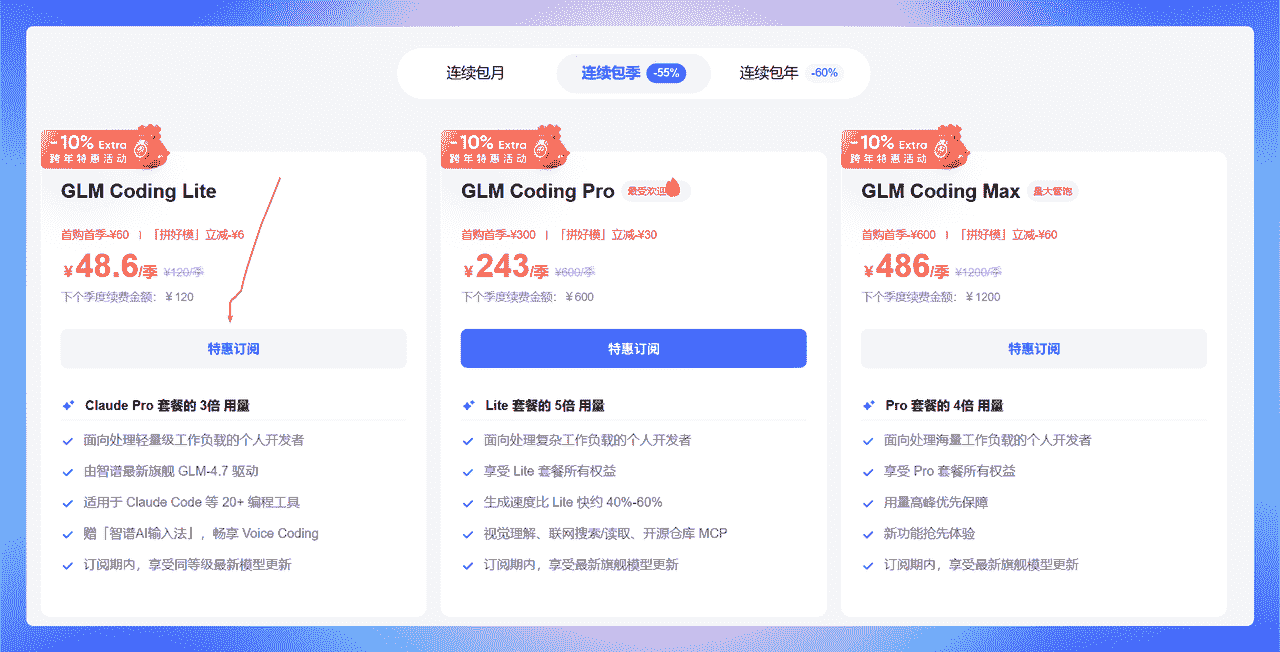 连续包月
连续包季 -55%
连续包年 -60%
-10% Extra
跨年特惠活动
GLM Coding Lite
首购首季-¥60 | 「拼好模」立减-¥6
¥48.6/季 ¥120/季
下个季度续费金额：¥120
特惠订阅
Claude Pro 套餐的 3倍 用量
面向处理轻量级工作负载的个人开发者
由智谱最新旗舰 GLM-4.7 驱动
适用于 Claude Code 等 20+ 编程工具
赠「智谱AI输入法」，畅享 Voice Coding
订阅期内，享受同等级最新模型更新
-10% Extra
跨年特惠活动
GLM Coding Pro 最受欢迎
首购首季-¥300 | 「拼好模」立减-¥30
¥243/季 ¥600/季
下个季度续费金额：¥600
特惠订阅
Lite 套餐的 5倍 用量
面向处理复杂工作负载的个人开发者
享受 Lite 套餐所有权益
生成速度比 Lite 快约 40%-60%
视觉理解、联网搜索/读取、开源仓库 MCP
订阅期内，享受最新旗舰模型更新
-10% Extra
跨年特惠活动
GLM Coding Max 量大管饱
首购首季-¥600 | 「拼好模」立减-¥60
¥486/季 ¥1200/季
下个季度续费金额：¥1200
特惠订阅
Pro 套餐的 4倍 用量
面向处理海量工作负载的个人开发者
享受 Pro 套餐所有权益
用量高峰优先保障
新功能抢先体验
订阅期内，享受最新旗舰模型更新